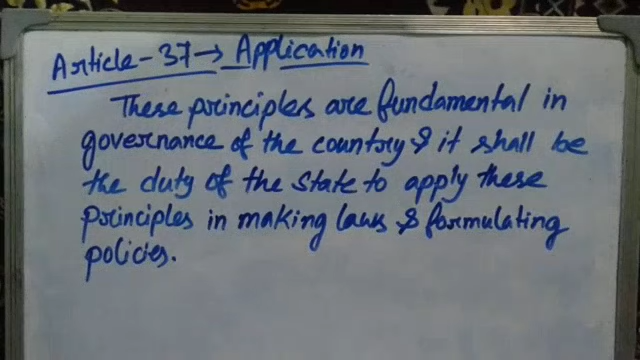 Article-37→ Application
These principles are fundamental in
governance of the country & it shall be
the duty of the State to apply these
principles in making laws & formulating
policies.